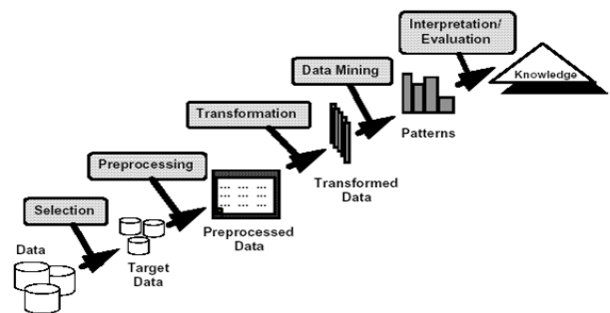 Interpretation/
Evaluation
Data Mining
Knowledge
Transformation
Patterns
Preprocessing
Transformed
Data
Selection
Preprocessed
Data
Data
Target
Data